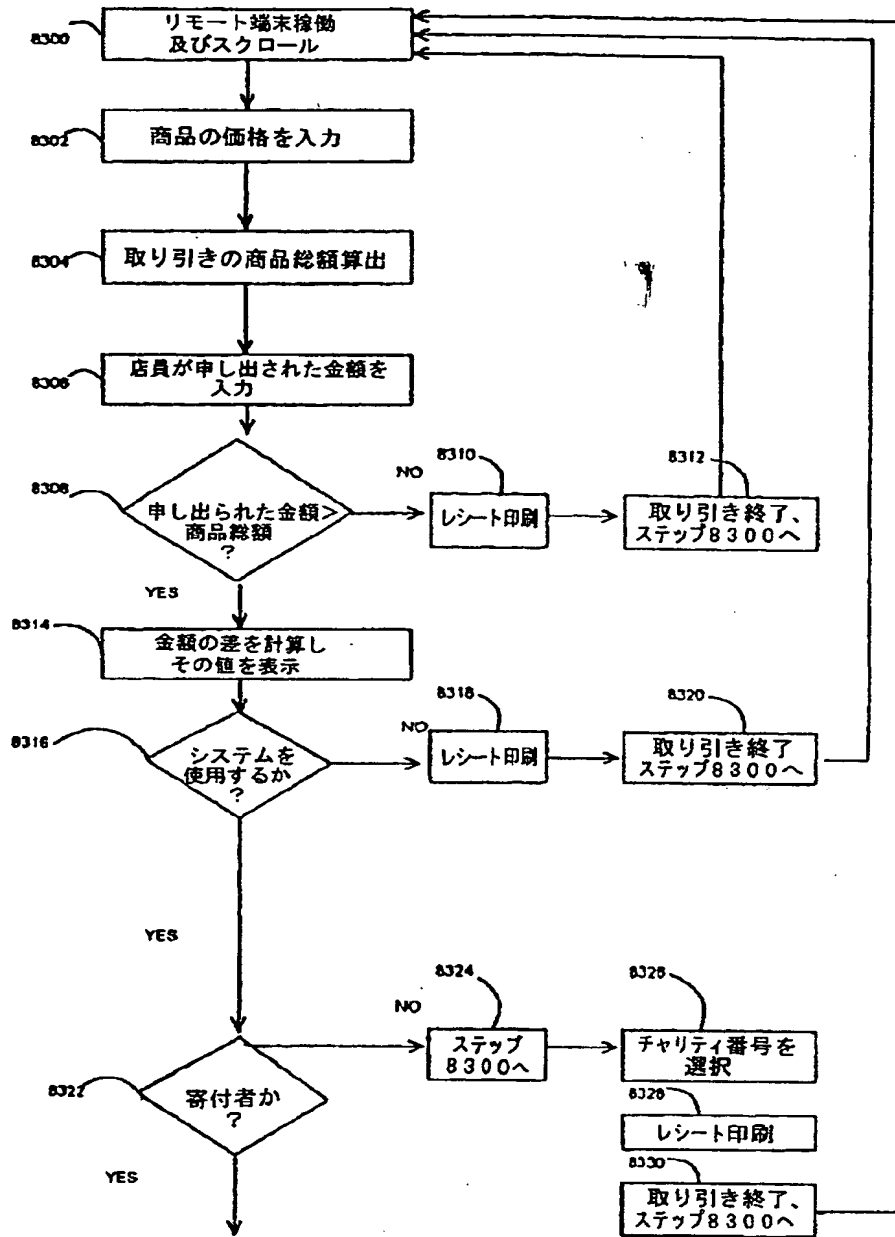 8300
リモート端末稼働
及びスクロール
8302
商品の価格を入力
8304
取り引きの商品総額算出
8306
店員が申し出された金額を
入力
8308
申し出られた金額>
商品総額
?
NO
8310
レシート印刷
8312
取り引き終了、
ステップ8300へ
YES
8314
金額の差を計算し
その値を表示
8316
システムを
使用するか
?
NO
8318
レシート印刷
8320
取り引き終了
ステップ8300へ
YES
8322
寄付者か
?
NO
8324
ステップ
8300へ
8326
チャリティ番号を
選択
8328
レシート印刷
8330
取り引き終了、
ステップ8300へ
YES